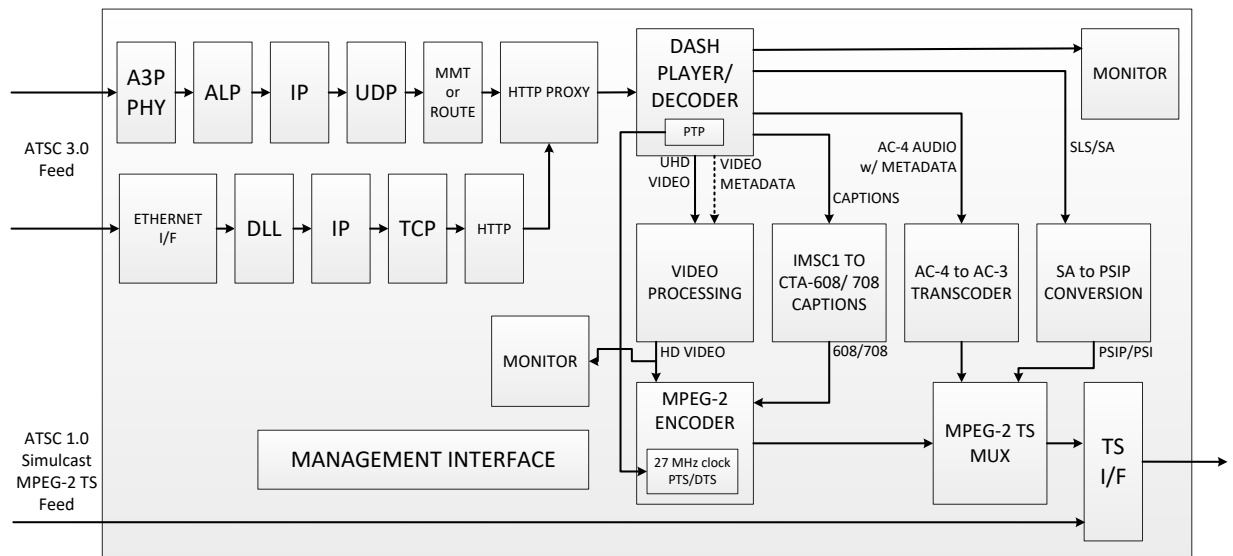 A3P
PHY
ALP
IP
UDP
MMT
or
ROUTE
HTTP PROXY
DASH
PLAYER/
DECODER
PTP
MONITOR
ATSC 3.0
Feed
ETHERNET
I/F
DLL
IP
TCP
HTTP
UHD
VIDEO
VIDEO
METADATA
CAPTIONS
AC-4 AUDIO
w/ METADATA
SLS/SA
VIDEO
PROCESSING
IMSC1 TO
CTA-608/ 708
CAPTIONS
AC-4 to AC-3
TRANSCODER
SA to PSIP
CONVERSION
MONITOR
HD VIDEO
608/708
PSIP/PSI
MPEG-2
ENCODER
27 MHz clock
PTS/DTS
MPEG-2 TS
MUX
TS
I/F
MANAGEMENT INTERFACE
ATSC 1.0
Simulcast
MPEG-2 TS
Feed